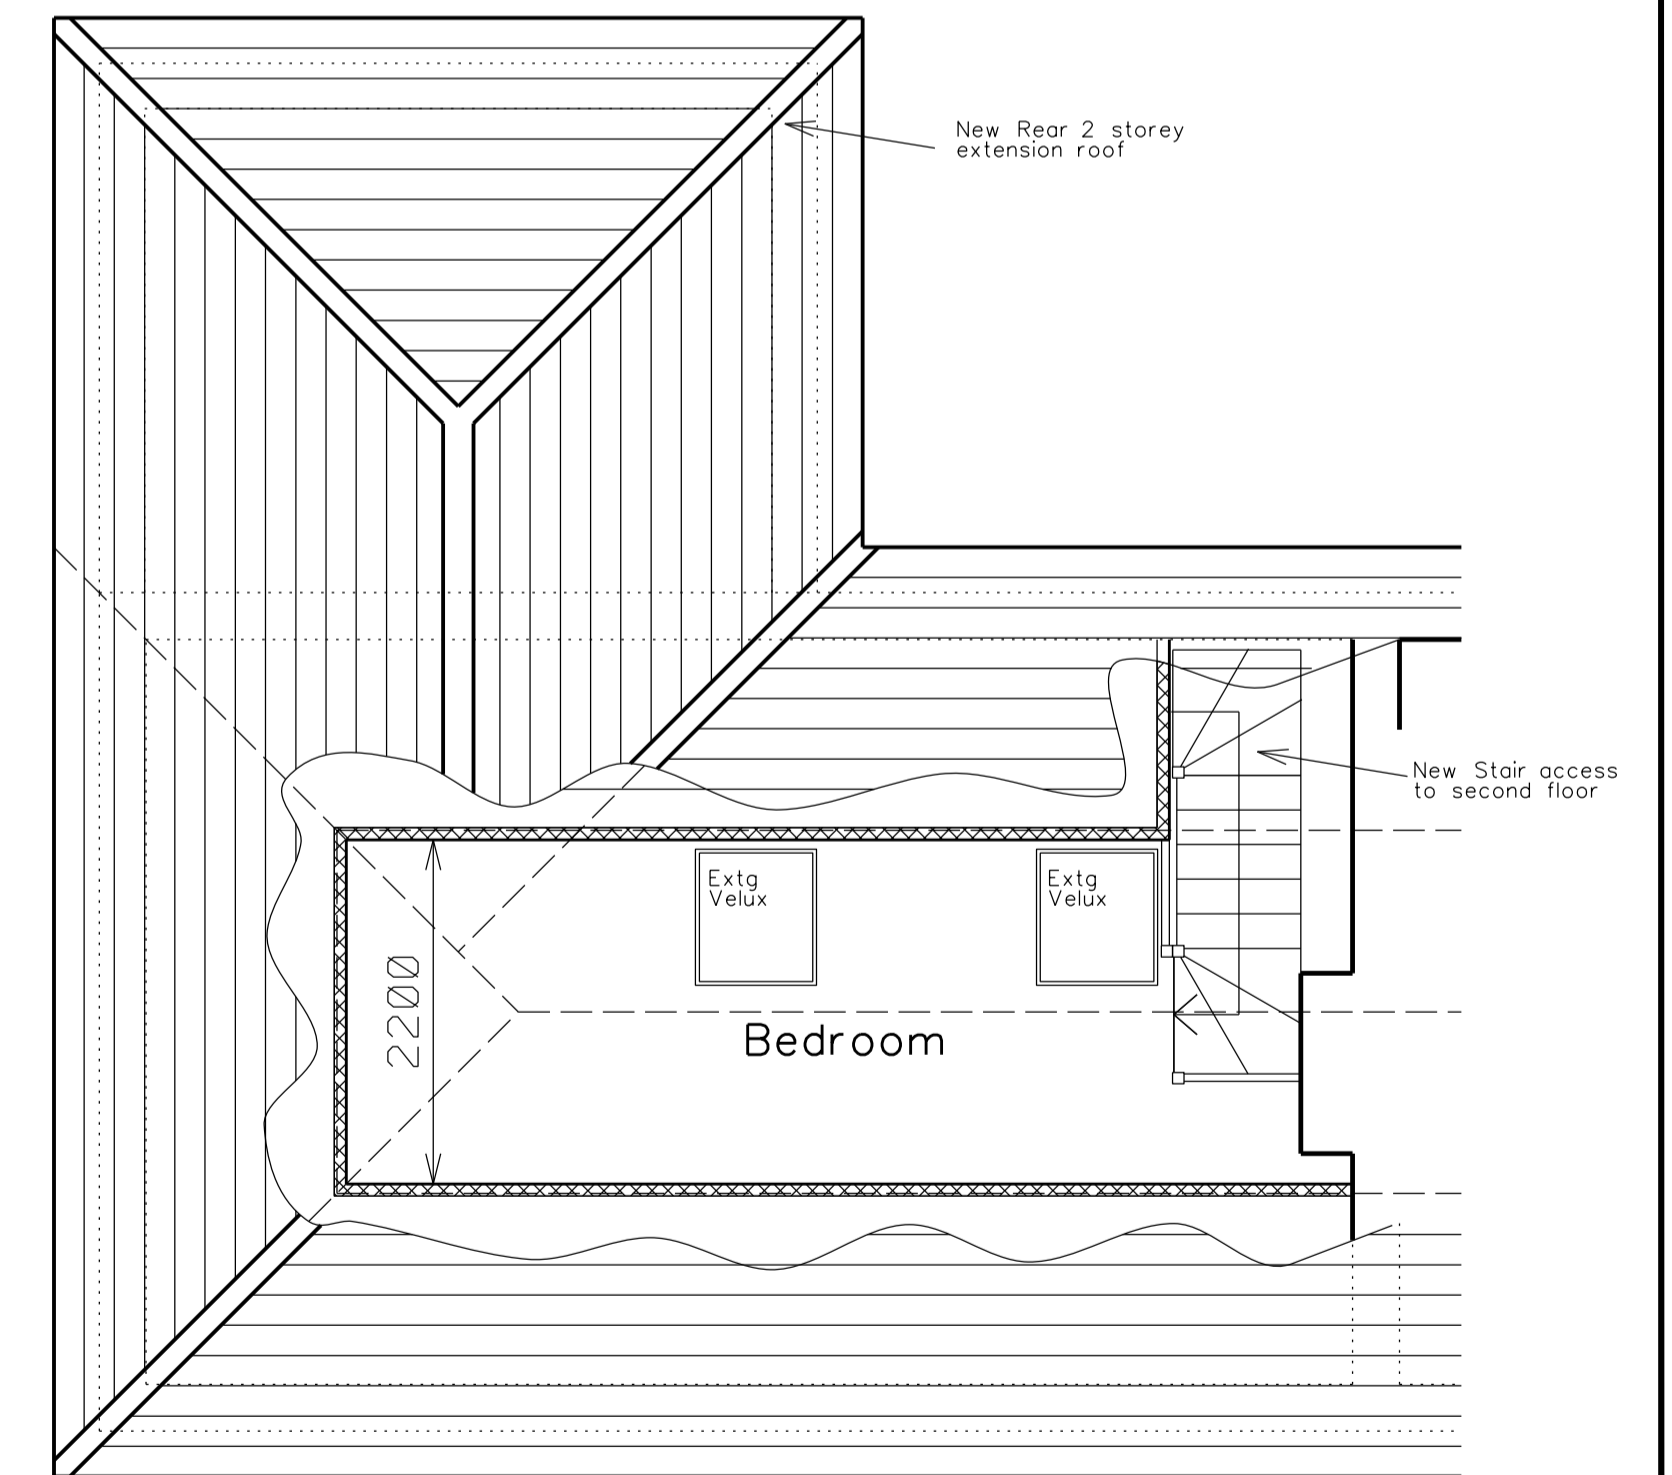 New Rear 2 storey
extension roof
New Stair access
to second floor
Extg
Velux
Extg
Velux
2200
Bedroom